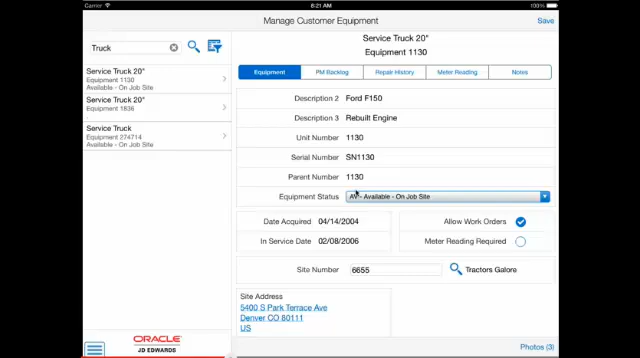 Carrier
8:21 AM
100%
Manage Customer Equipment
Save
Truck
Service Truck 20"
Equipment 1130
Available - On Job Site
Service Truck 20"
Equipment 1836
.
Service Truck
Equipment 274714
Available - On Job Site
ORACLE
JD EDWARDS
Service Truck 20"
Equipment 1130
Equipment
PM Backlog
Repair History
Meter Reading
Notes
Description 2 Ford F150
Description 3 Rebuilt Engine
Unit Number 1130
Serial Number SN1130
Parent Number 1130
Equipment Status AV - Available - On Job Site
Date Acquired 04/14/2004
Allow Work Orders
In Service Date 02/08/2006
Meter Reading Required
Site Number 6655 Tractors Galore
Site Address
5400 S Park Terrace Ave
Denver CO 80111
US
Photos (3)